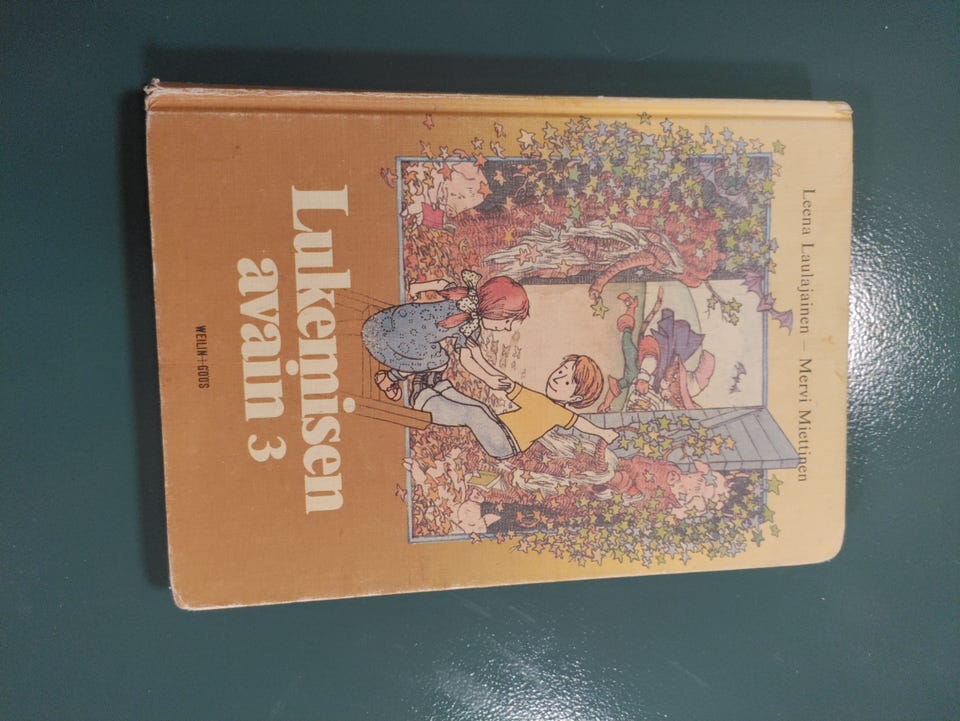 Leena Laulajainen – Mervi Miettinen
Lukemisen
avain 3
WEILIN+GÖÖS